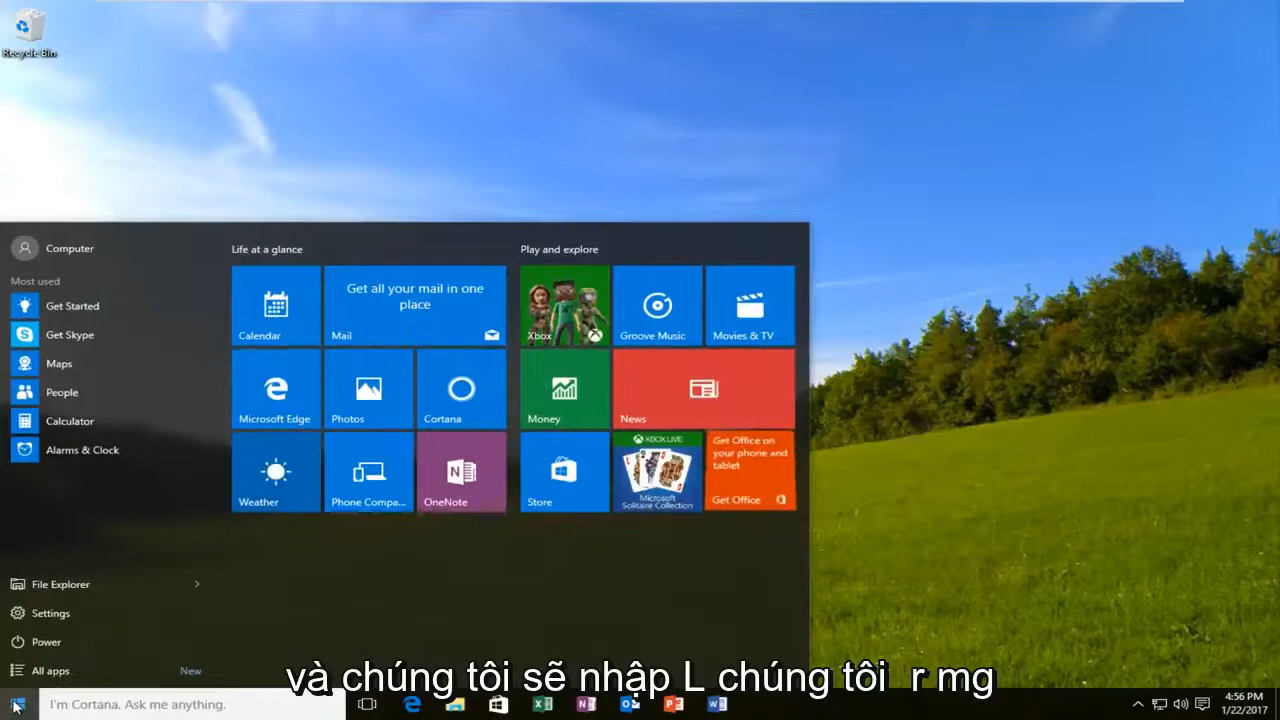 Recycle Bin
Computer
Most used
Get Started
Get Skype
Maps
People
Calculator
Alarms & Clock
File Explorer
Settings
Power
All apps New
Life at a glance
Calendar
Get all your mail in one
place
Mail
Microsoft Edge
Photos
Cortana
Weather
Phone Compa...
OneNote
Play and explore
Xbox
Groove Music
Movies & TV
Money
News
Store
XBOX LIVE
Microsoft
Solitaire Collection
Get Office on
your phone and
tablet
Get Office
và chúng tôi sẽ nhập L chúng tôi r mg
I'm Cortana. Ask me anything.
4:56 PM
1/22/2017